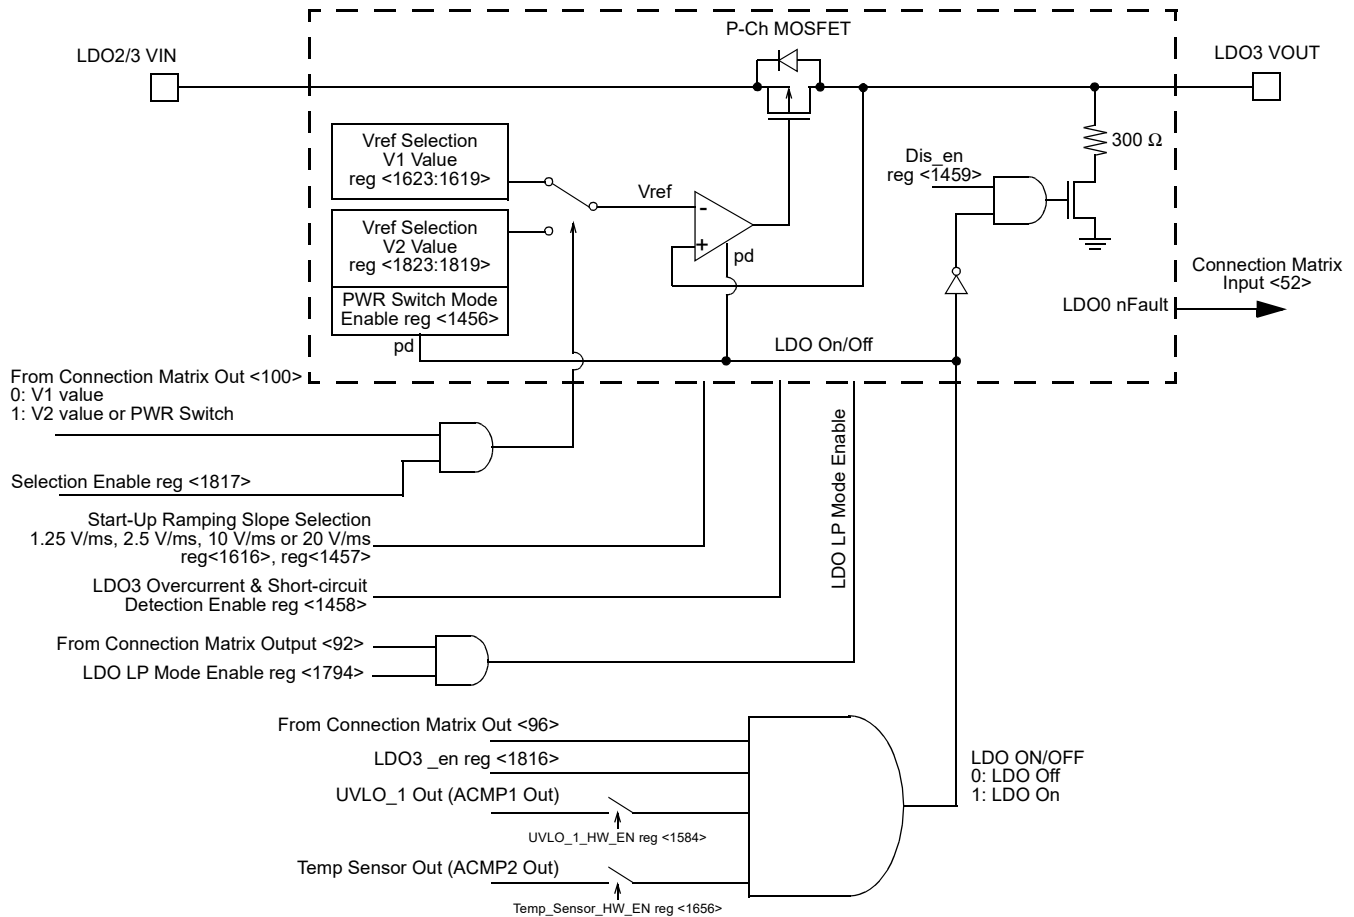 P-Ch MOSFET
LDO2/3 VIN
LDO3 VOUT
Vref Selection
V1 Value
reg <1623:1619>
300 Ω
Dis_en
reg <1459>
Vref
-
+
pd
Vref Selection
V2 Value
reg <1823:1819>
PWR Switch Mode
Enable reg <1456>
pd
Connection Matrix
Input <52>
LDO0 nFault
LDO On/Off
From Connection Matrix Out <100>
0: V1 value
1: V2 value or PWR Switch
Selection Enable reg <1817>
LDO LP Mode Enable
Start-Up Ramping Slope Selection
1.25 V/ms, 2.5 V/ms, 10 V/ms or 20 V/ms
reg<1616>, reg<1457>
LDO3 Overcurrent & Short-circuit
Detection Enable reg <1458>
From Connection Matrix Output <92>
LDO LP Mode Enable reg <1794>
From Connection Matrix Out <96>
LDO3 _en reg <1816>
UVLO_1 Out (ACMP1 Out)
UVLO_1_HW_EN reg <1584>
Temp Sensor Out (ACMP2 Out)
Temp_Sensor_HW_EN reg <1656>
LDO ON/OFF
0: LDO Off
1: LDO On